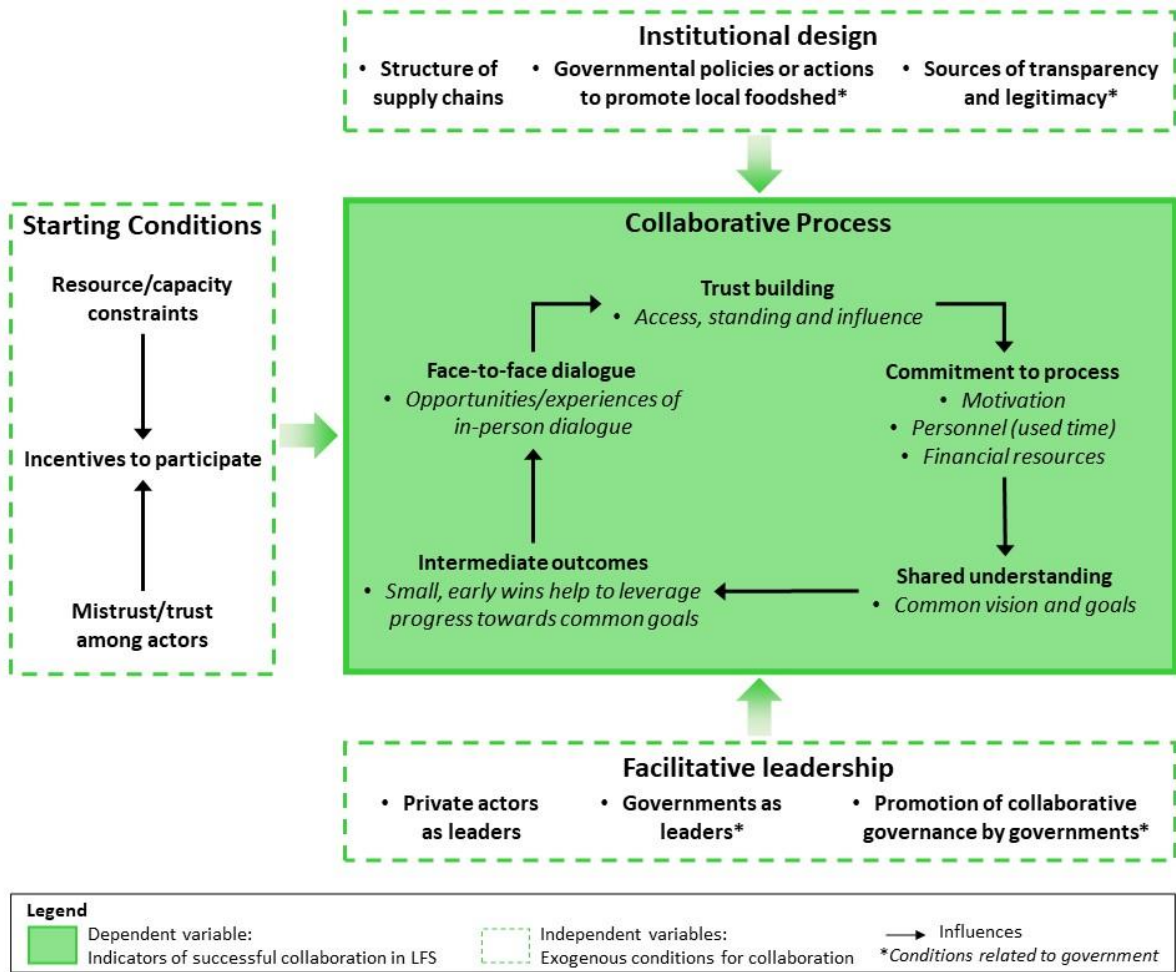 Institutional design
• Structure of
supply chains
• Governmental policies or actions
to promote local foodshed*
• Sources of transparency
and legitimacy*
Starting Conditions
Resource/capacity
constraints
Incentives to participate
Mistrust/trust
among actors
Collaborative Process
Trust building
• Access, standing and influence
Face-to-face dialogue
• Opportunities/experiences of
in-person dialogue
Commitment to process
• Motivation
• Personnel (used time)
• Financial resources
Intermediate outcomes
• Small, early wins help to leverage
progress towards common goals
Shared understanding
• Common vision and goals
Facilitative leadership
• Private actors
as leaders
• Governments as
leaders*
• Promotion of collaborative
governance by governments*
Legend
Dependent variable:
Indicators of successful collaboration in LFS
Independent variables:
Exogenous conditions for collaboration
Influences
*Conditions related to government